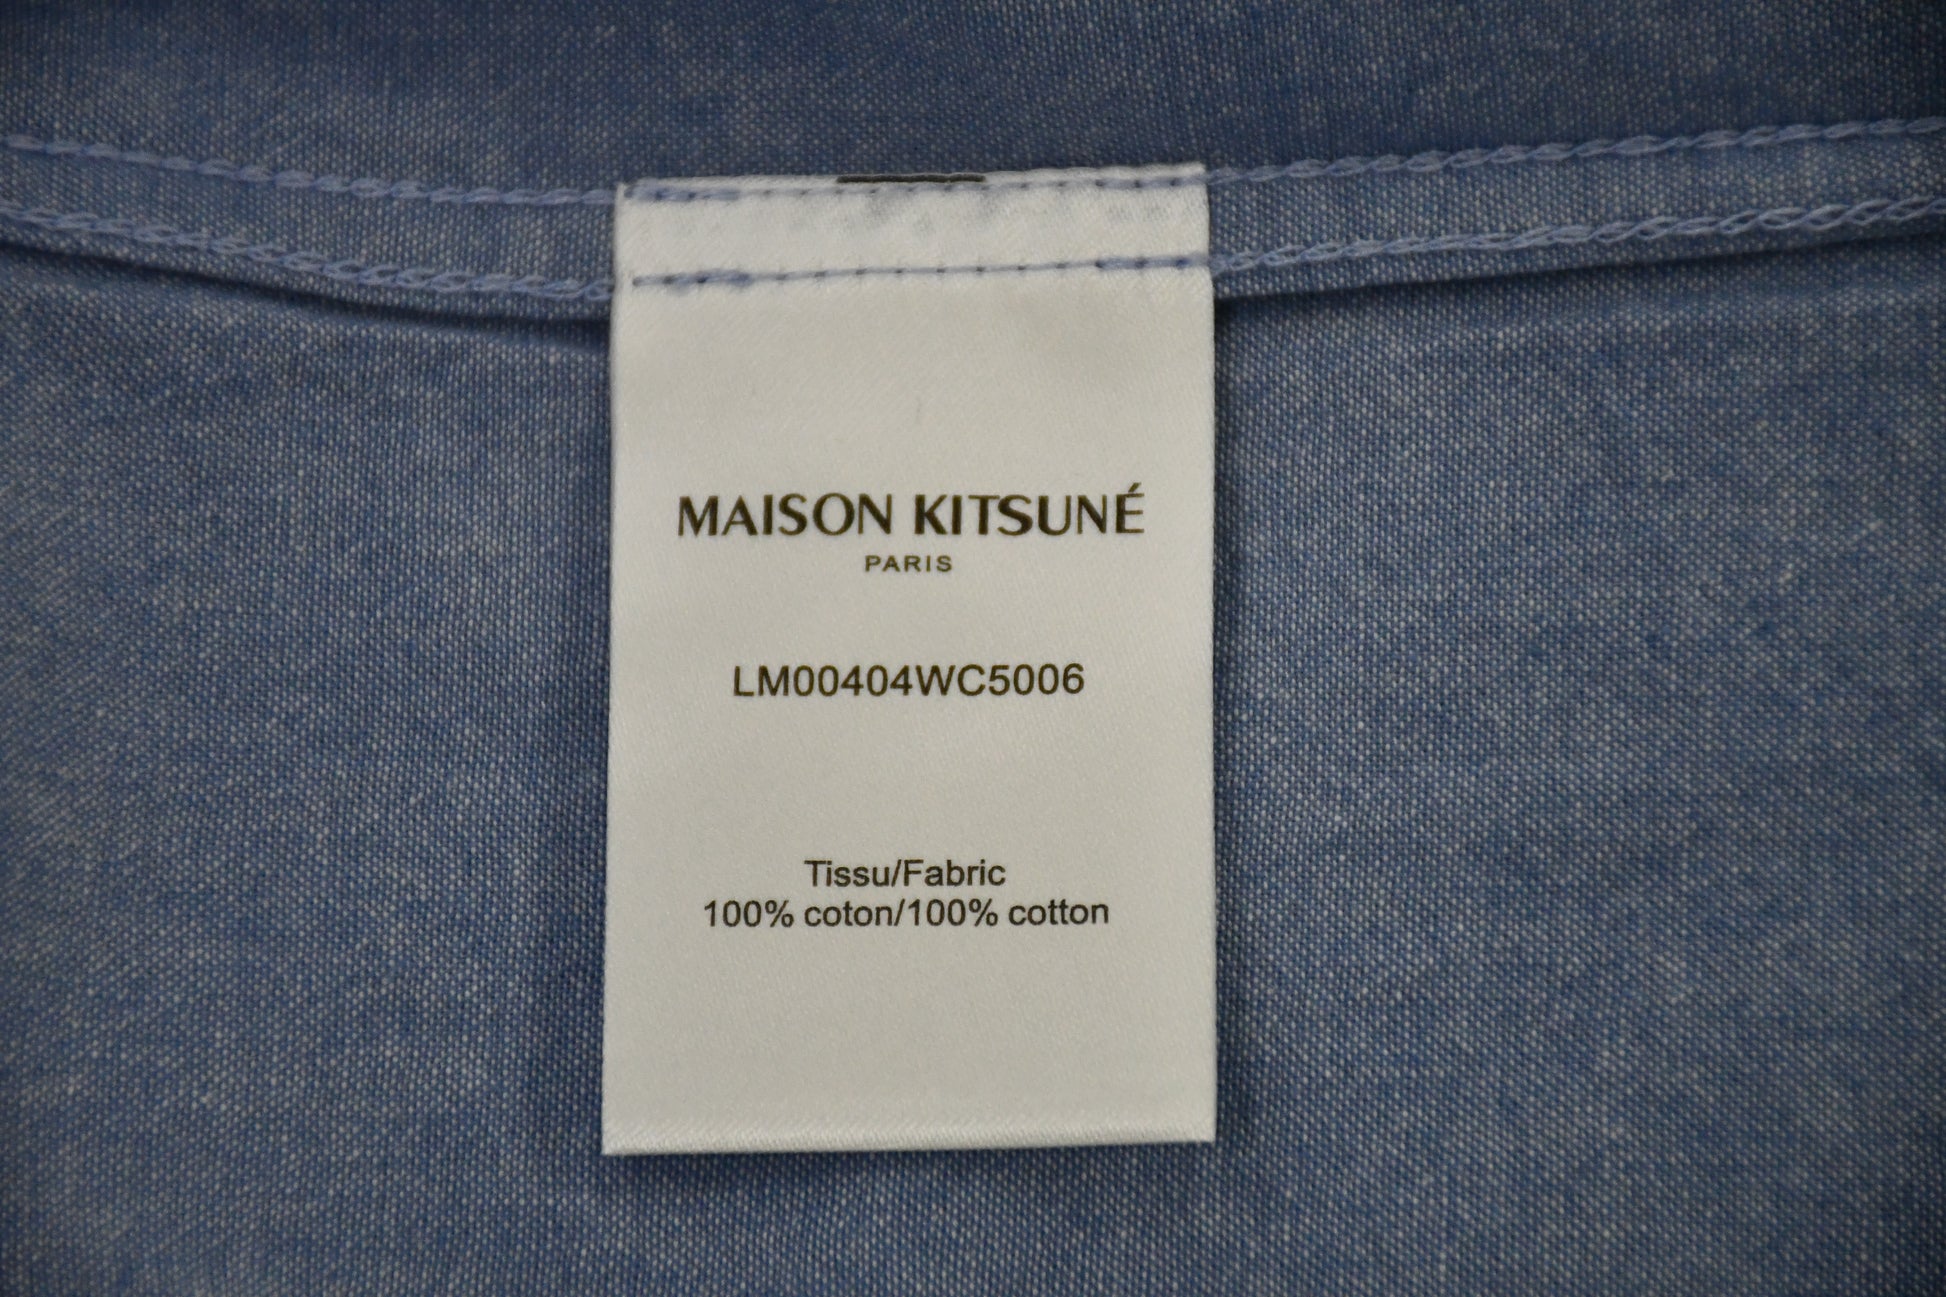 MAISON KITSUNÉ
PARIS
LM00404WC5006
Tissu/Fabric
100% coton/100% cotton